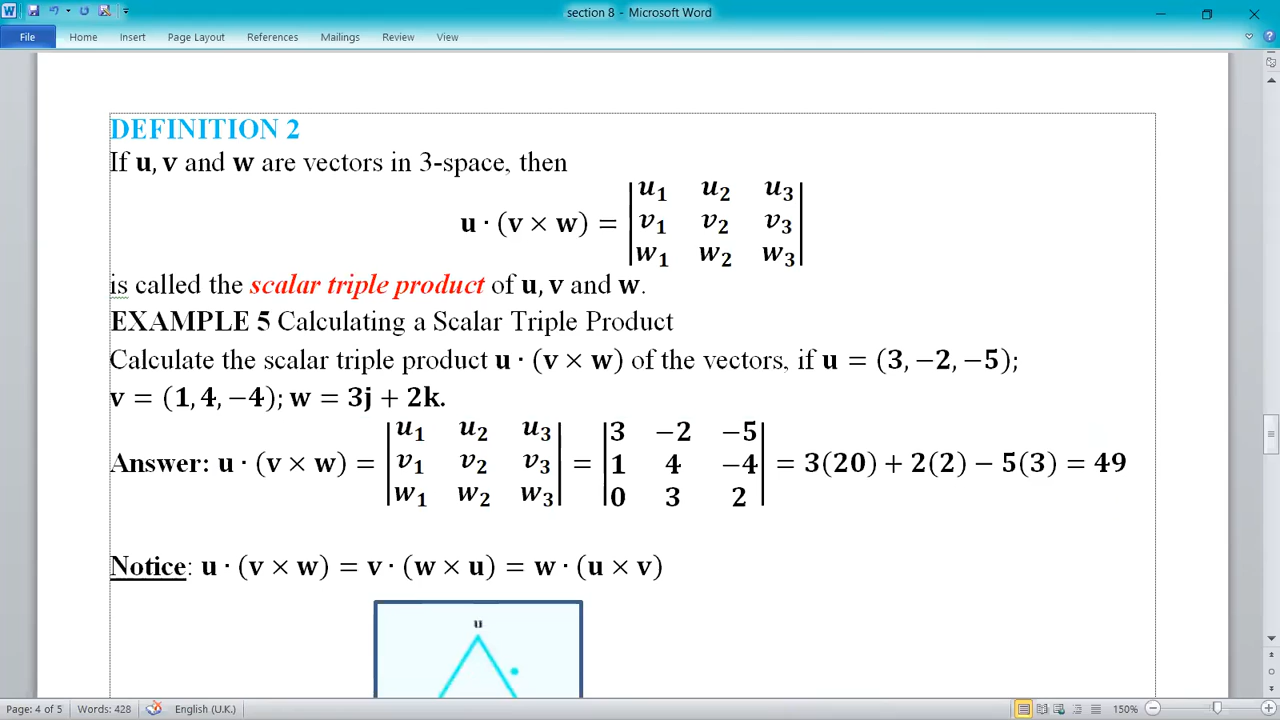 section 8 - Microsoft Word
File Home Insert Page Layout References Mailings Review View
DEFINITION 2
If u, v and w are vectors in 3-space, then
u · (v × w) = | u₁ u₂ u₃ |
| v₁ v₂ v₃ |
| w₁ w₂ w₃ |
is called the scalar triple product of u, v and w.
EXAMPLE 5 Calculating a Scalar Triple Product
Calculate the scalar triple product u · (v × w) of the vectors, if u = (3, −2, −5);
v = (1, 4, −4); w = 3j + 2k.
Answer: u · (v × w) = | u₁ u₂ u₃ | = | 3 −2 −5 | = 3(20) + 2(2) − 5(3) = 49
| v₁ v₂ v₃ | | 1 4 −4 |
| w₁ w₂ w₃ | | 0 3 2 |
Notice: u · (v × w) = v · (w × u) = w · (u × v)
u
Page: 4 of 5 Words: 428 English (U.K.) 150%